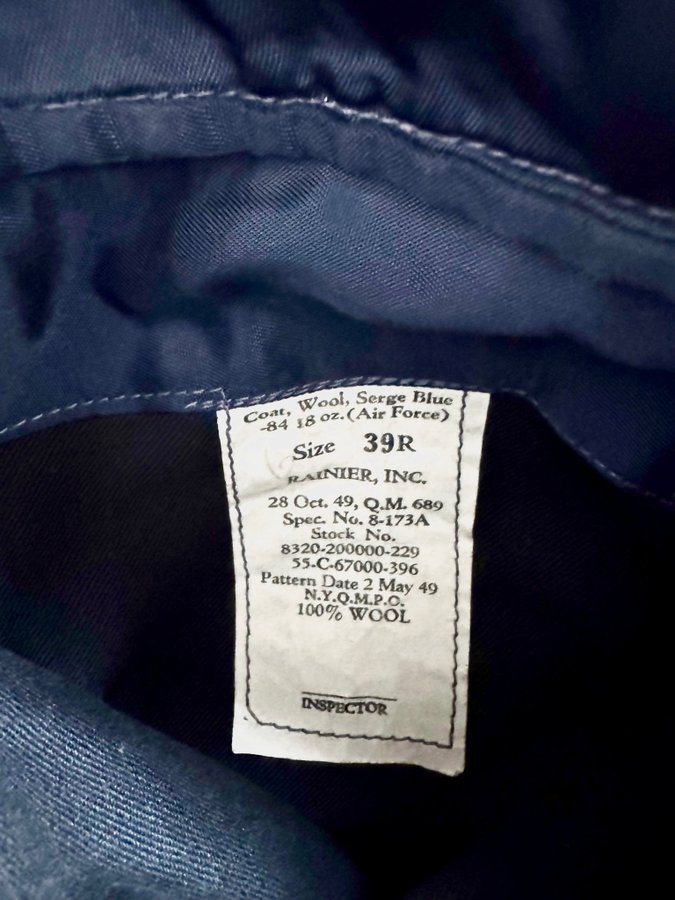 Coat, Wool, Serge Blue
-84 18 oz. (Air Force)
Size 39R
RAINIER, INC.
28 Oct. 49, Q.M. 689
Spec. No. 8-173A
Stock No.
8320-200000-229
55-C-67000-396
Pattern Date 2 May 49
N.Y.Q.M.P.O.
100% WOOL
INSPECTOR